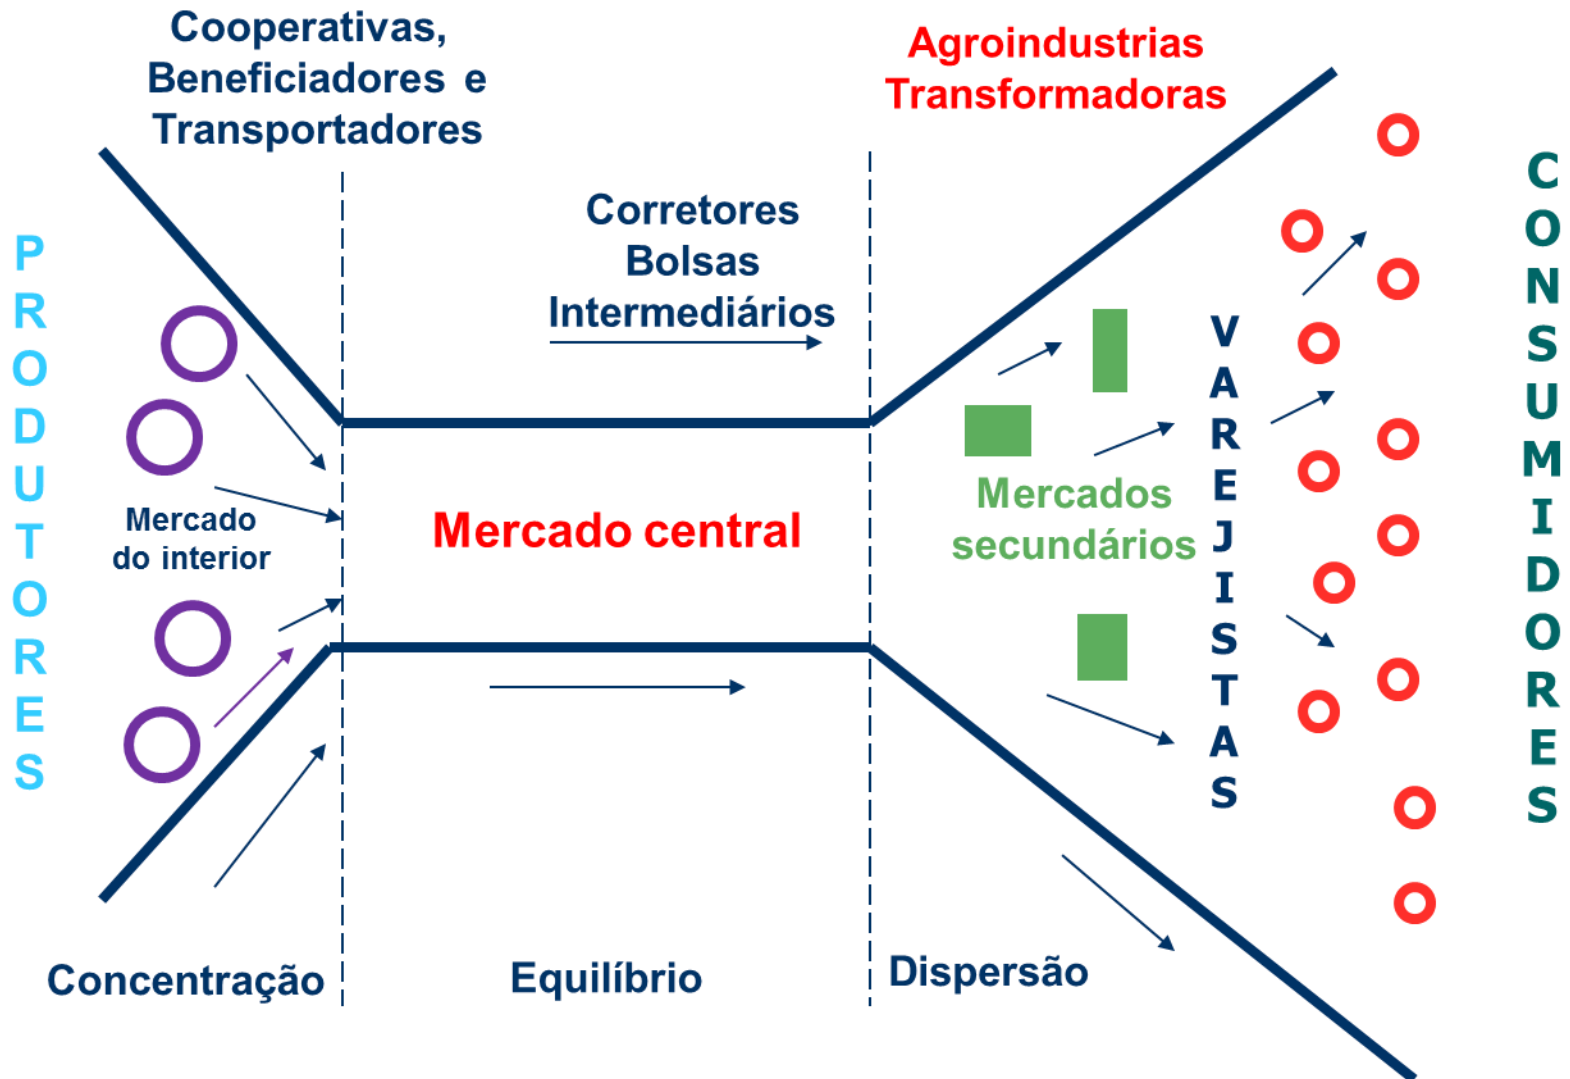 Cooperativas,
Beneficiadores e
Transportadores
Agroindustrias
Transformadoras
Corretores
Bolsas
Intermediários
PRODUTORES
Mercado
do interior
Mercado central
Mercados
secundários
VAREJISTAS
CONSUMIDORES
Concentração
Equilíbrio
Dispersão